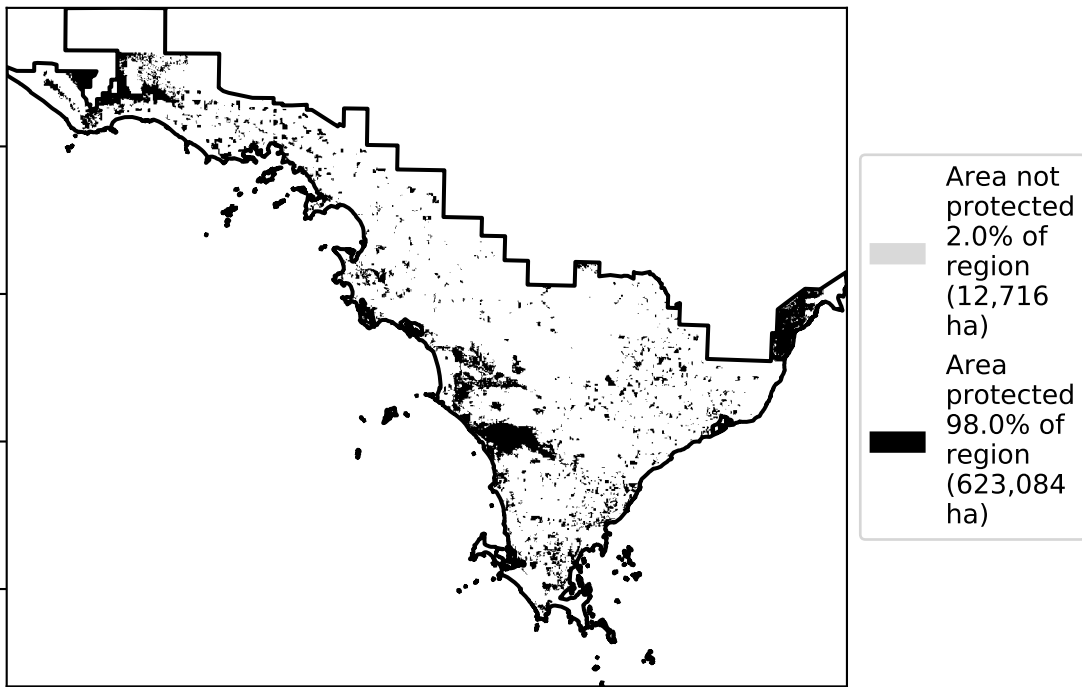 Area not
protected
2.0% of
region
(12,716
ha)
Area
protected
98.0% of
region
(623,084
ha)